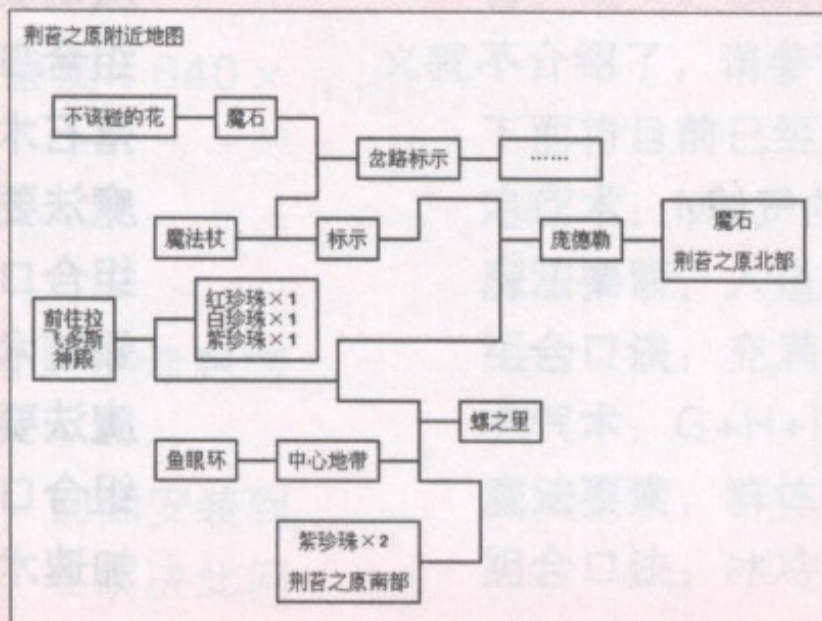 荆苔之原附近地图
不该碰的花
魔石
岔路标示
……
魔法杖
标示
庞德勒
魔石
荆苔之原北部
红珍珠×1
白珍珠×1
紫珍珠×1
前往拉
飞多斯
神殿
螺之里
鱼眼环
中心地带
紫珍珠×2
荆苔之原南部